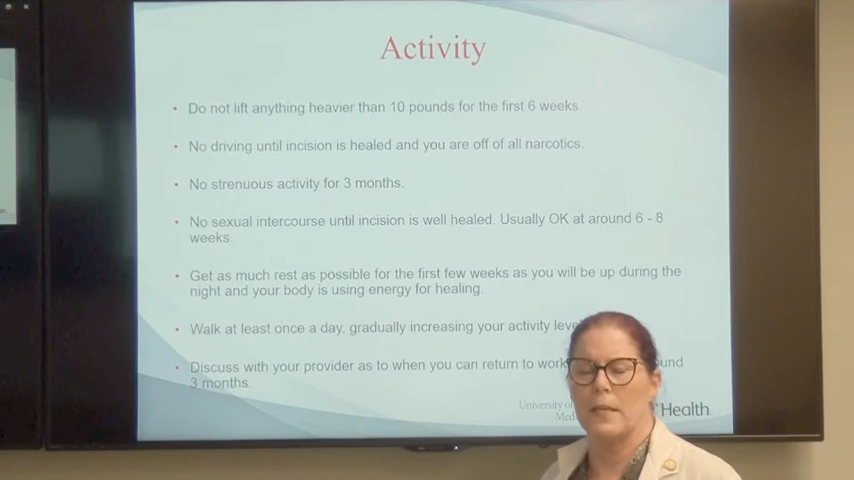 Activity
• Do not lift anything heavier than 10 pounds for the first 6 weeks.
• No driving until incision is healed and you are off of all narcotics.
• No strenuous activity for 3 months.
• No sexual intercourse until incision is well healed. Usually OK at around 6 - 8
weeks.
• Get as much rest as possible for the first few weeks as you will be up during the
night and your body is using energy for healing.
• Walk at least once a day, gradually increasing your activity
• Discuss with your provider as to when you can return to work
3 months.
University of
Health